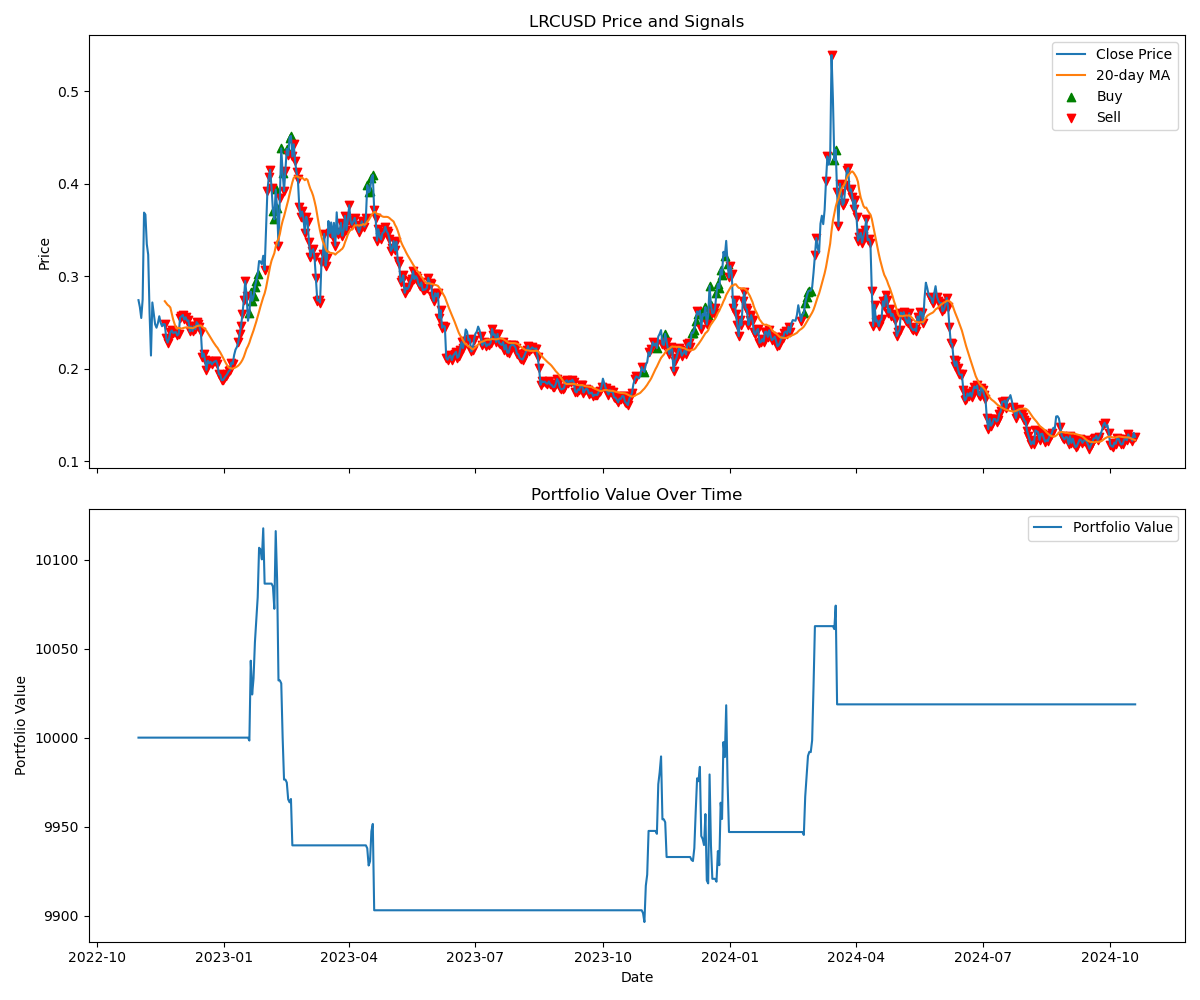 LRCUSD Price and Signals
Close Price
20-day MA
Buy
Sell
Price
0.5
0.4
0.3
0.2
0.1
Portfolio Value Over Time
Portfolio Value
Portfolio Value
10100
10050
10000
9950
9900
2022-10
2023-01
2023-04
2023-07
2023-10
2024-01
2024-04
2024-07
2024-10
Date